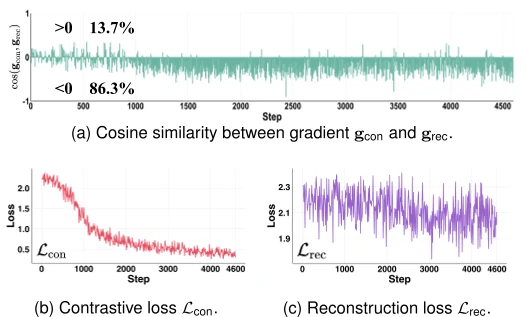 1
0
-1
cos(g_con, g_rec)
>0 13.7%
<0 86.3%
0 500 1000 1500 2000 2500 3000 3500 4000 4500
Step
(a) Cosine similarity between gradient g_con and g_rec.
Loss
2.0
1.5
1.0
0.5
L_con
0 1000 2000 3000 4000 4600
Step
Loss
2.3
2.1
1.9
L_rec
0 1000 2000 3000 4000 4600
Step
(b) Contrastive loss L_con.
(c) Reconstruction loss L_rec.